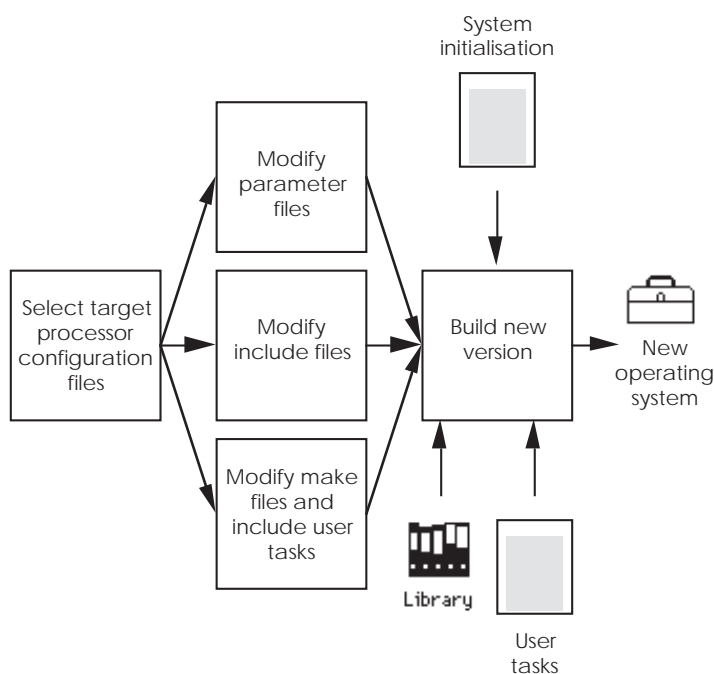 System
initialisation
Modify
parameter
files
Select target
processor
configuration
files
Modify
include files
Build new
version
New
operating
system
Modify make
files and
include user
tasks
Library
User
tasks